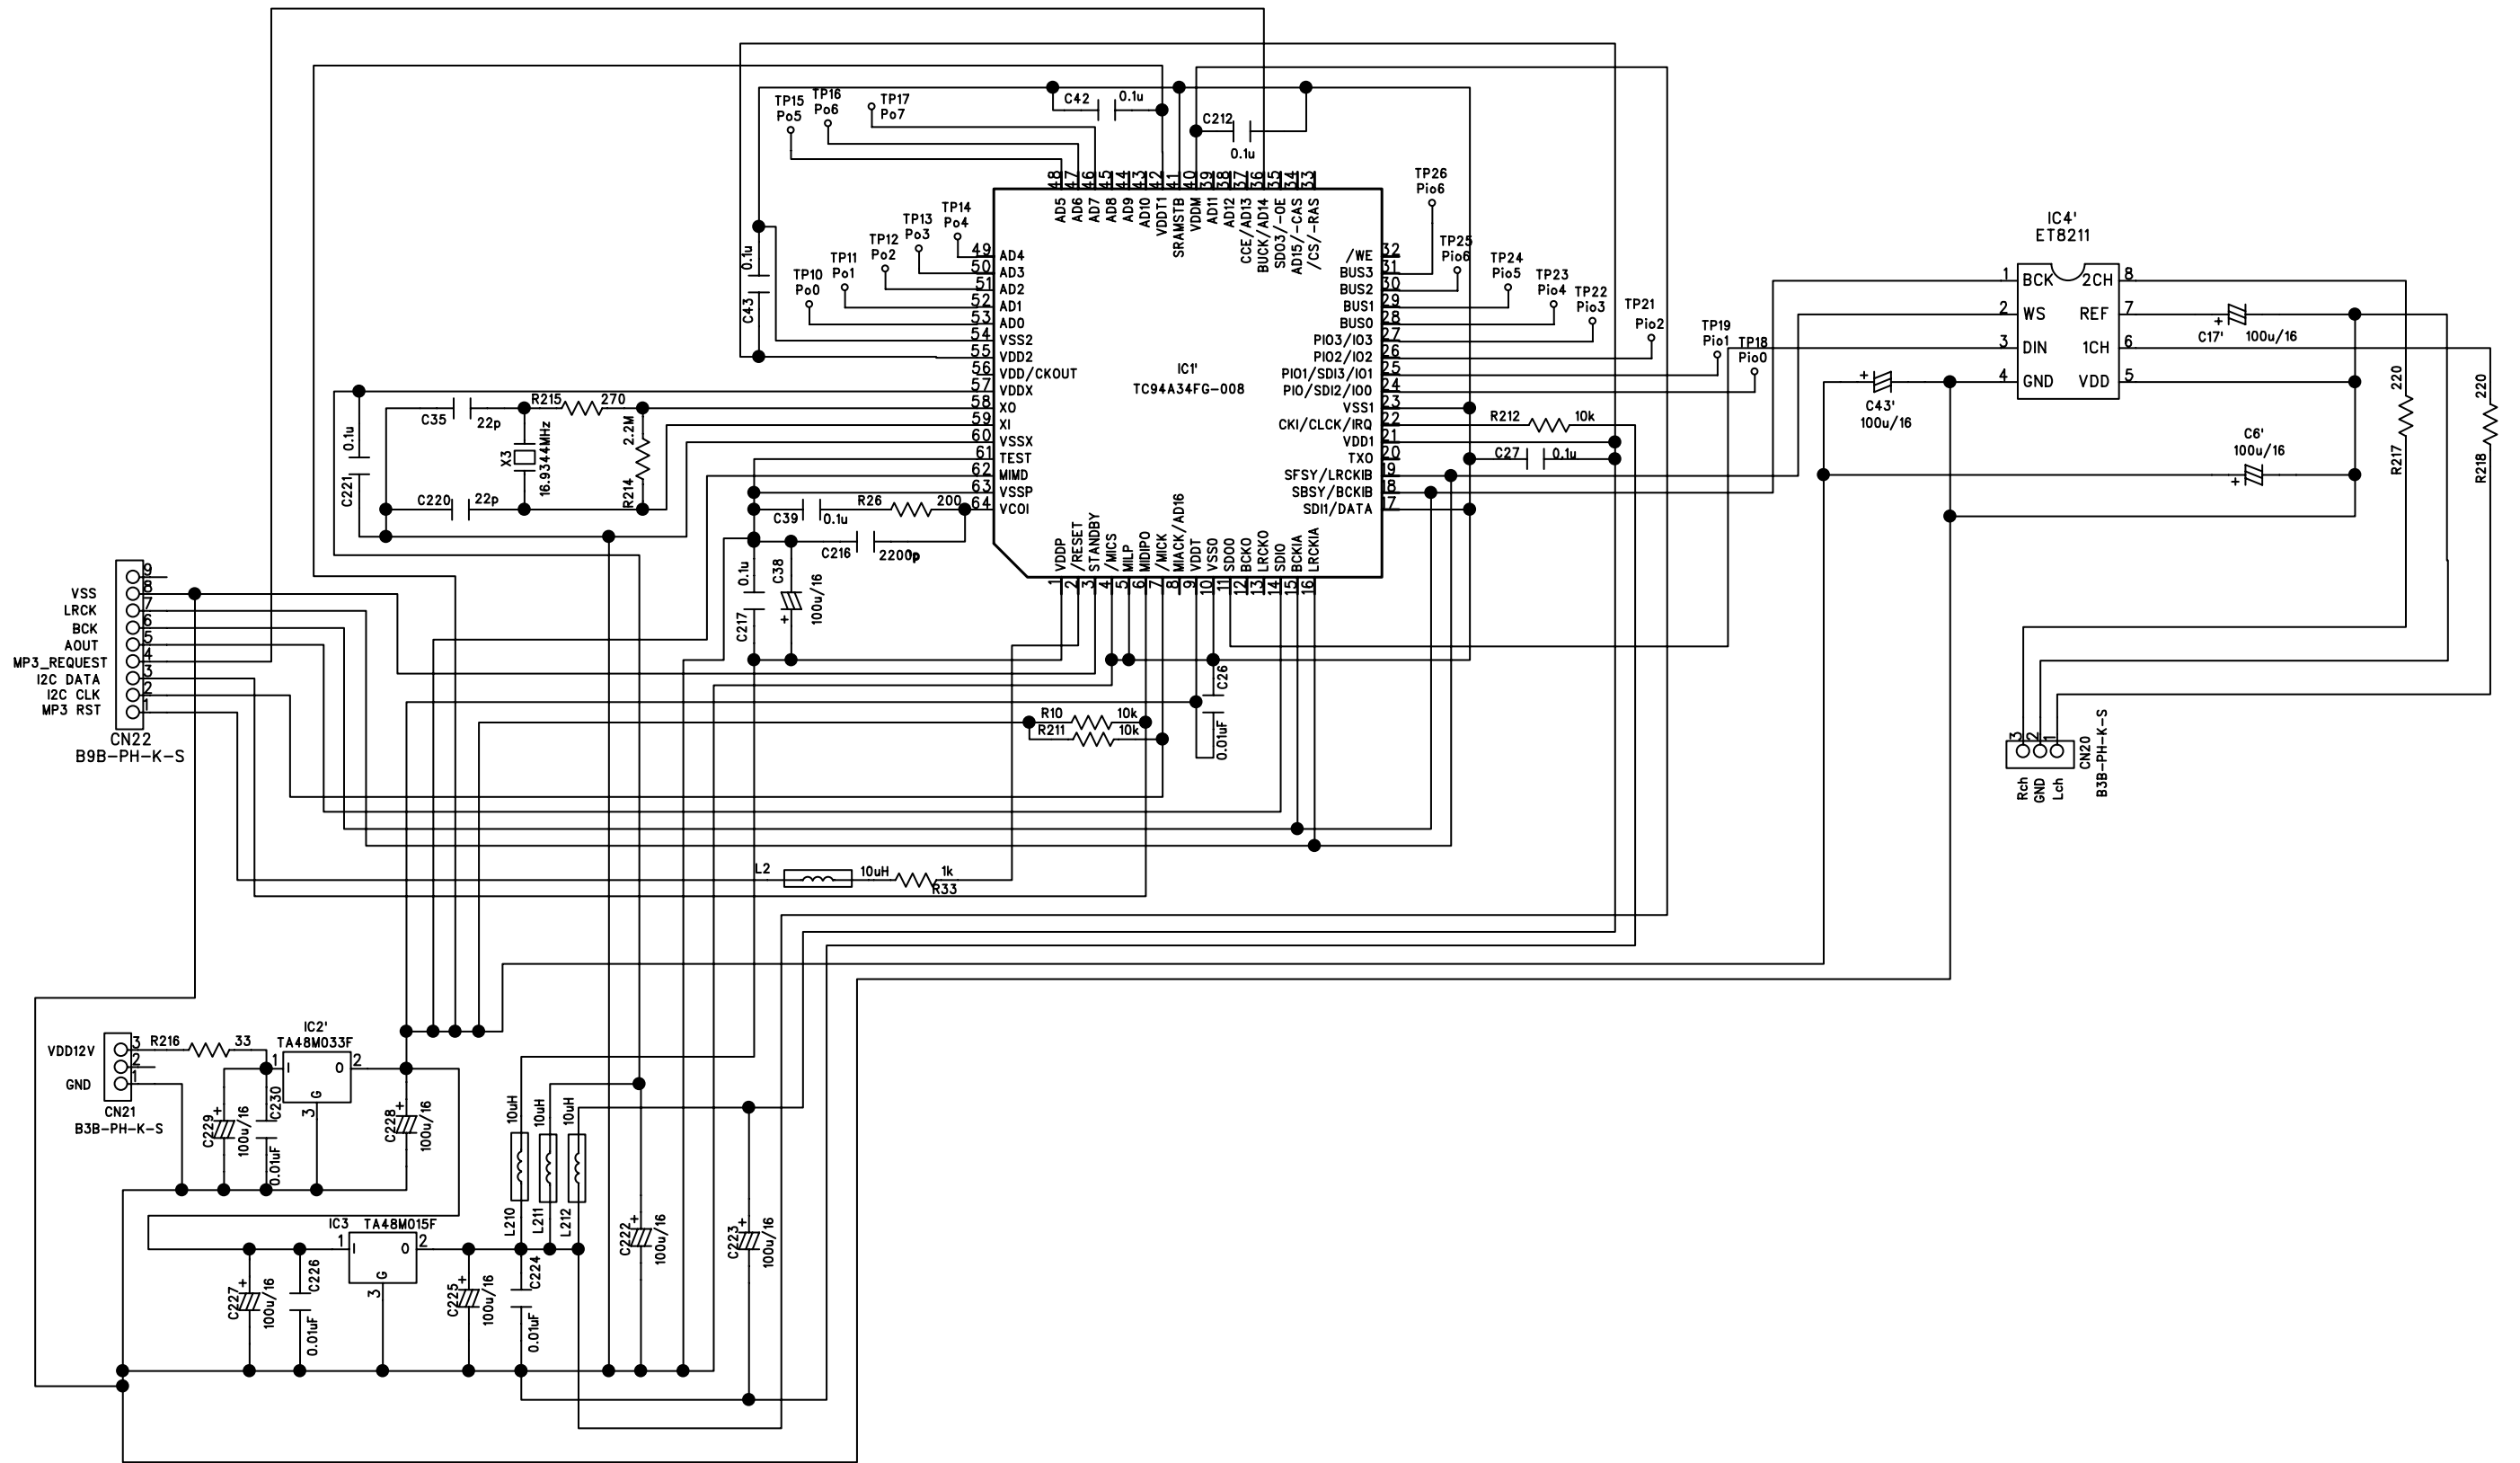 TP15
Po5
TP16
Po6
TP17
Po7
C42
0.1u
C212
0.1u
48
47
46
45
44
43
42
41
40
39
38
37
36
35
34
33
AD5
AD6
AD7
AD8
AD9
AD10
VDDT1
SRAMSTB
VDDM
AD11
AD12
CCE/AD13
BUCK/AD14
SDO3/-OE
AD15/-CAS
/CS/-RAS
TP14
Po4
TP13
Po3
TP12
Po2
TP11
Po1
TP10
Po0
0.1u
C43
49 AD4
50 AD3
51 AD2
52 AD1
53 AD0
54 VSS2
55 VDD2
56 VDD/CKOUT
57 VDDX
58 XO
59 XI
60 VSSX
61 TEST
62 MIMD
63 VSSP
64 VCOI
IC1'
TC94A34FG-008
/WE 32
BUS3 31
BUS2 30
BUS1 29
BUS0 28
PIO3/IO3 27
PIO2/IO2 26
PIO1/SDI3/IO1 25
PIO/SDI2/IO0 24
VSS1 23
CKI/CLCK/IRQ 22
VDD1 21
TXO 20
SFSY/LRCKIB 19
SBSY/BCKIB 18
SDI1/DATA 17
TP26
Pio6
TP25
Pio6
TP24
Pio5
TP23
Pio4
TP22
Pio3
TP21
Pio2
TP19
Pio1
TP18
Pio0
R212
10k
C27
0.1u
VDDP
/RESET
STANDBY
/MICS
MILP
MIDIPO
/MICK
MIACK/AD16
VDDT
VSSO
SDO0
BCKO
LRCKO
SDIO
BCKIA
LRCKIA
1
2
3
4
5
6
7
8
9
10
11
12
13
14
15
16
IC4'
ET8211
1 BCK
2 WS
3 DIN
4 GND
2CH 8
REF 7
1CH 6
VDD 5
+
C17'
100u/16
+
C43'
100u/16
C6'
100u/16
+
220
R217
220
R218
3
2
1
CN20
B3B-PH-K-S
Rch
GND
Lch
0.1u
C221
C35
22p
R215
270
X3
16.9344MHz
2.2M
R214
C220
22p
C39
0.1u
R26
200
C216
2200p
0.1u
C217
C38
+
100u/16
C26
0.01uF
R10
10k
R211
10k
L2
10uH
1k
R33
9
VSS 8
LRCK 7
BCK 6
AOUT 5
MP3_REQUEST 4
I2C DATA 3
I2C CLK 2
MP3 RST 1
CN22
B9B-PH-K-S
VDD12V 3
2
GND 1
CN21
B3B-PH-K-S
R216
33
IC2'
TA48M033F
1
I
O
2
G
3
C229
+
100u/16
C230
0.01uF
C228
+
100u/16
IC3
TA48M015F
1
I
O
2
G
3
C227
+
100u/16
C226
0.01uF
C225
+
100u/16
C224
0.01uF
10uH
L210
10uH
L211
10uH
L212
C222
+
100u/16
C223
+
100u/16